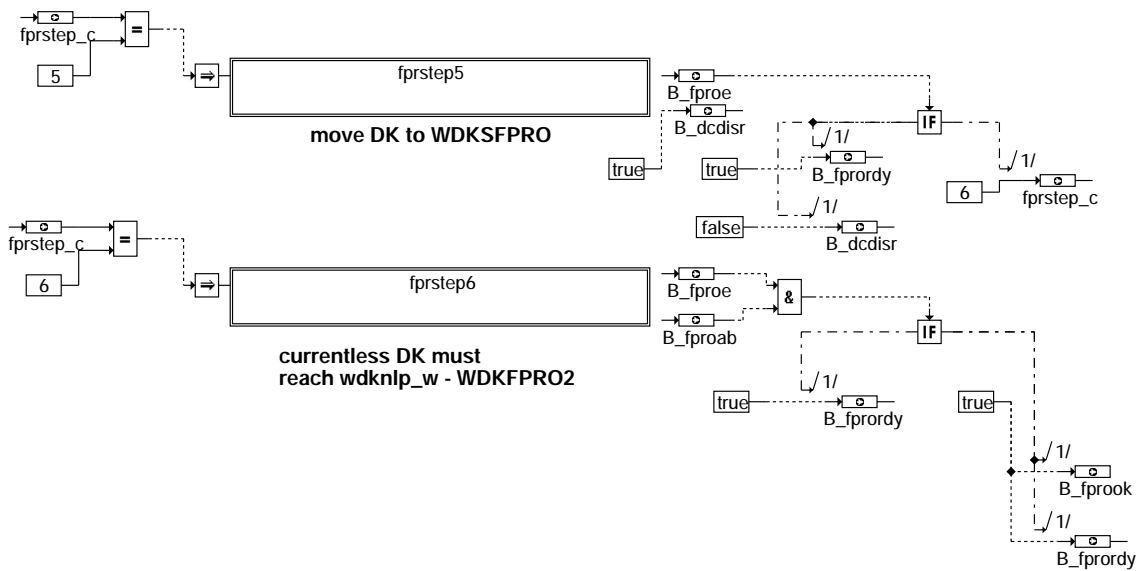 fprstep_c
=
5
⇒
fprstep5
move DK to WDKSFPRO
B_fproe
B_dcdisr
true
true
IF
1/
B_fprordy
1/
6
fprstep_c
1/
false
B_dcdisr
fprstep_c
=
6
⇒
fprstep6
currentless DK must
reach wdknlp_w - WDKFPRO2
B_fproe
B_fproab
&
IF
1/
true
B_fprordy
true
1/
B_fprook
1/
B_fprordy